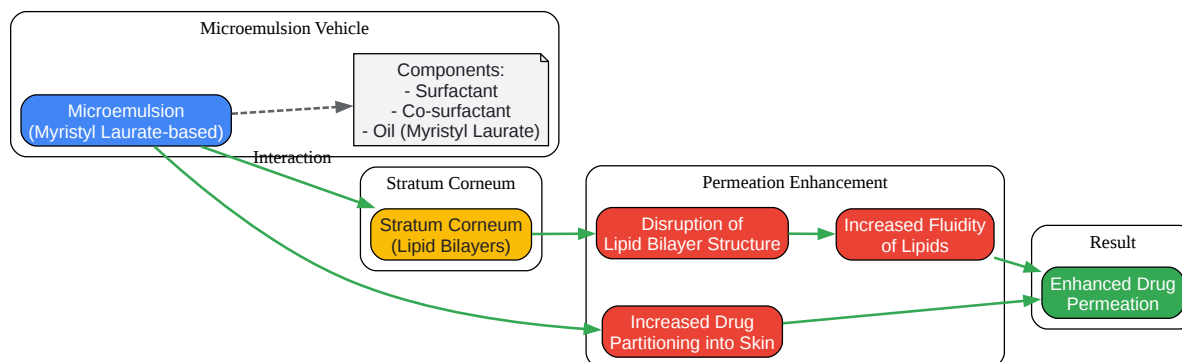 Microemulsion Vehicle
Components:
- Surfactant
- Co-surfactant
- Oil (Myristyl Laurate)
Microemulsion
(Myristyl Laurate-based)
Interaction
Stratum Corneum
Stratum Corneum
(Lipid Bilayers)
Permeation Enhancement
Disruption of
Lipid Bilayer Structure
Increased Fluidity
of Lipids
Increased Drug
Partitioning into Skin
Result
Enhanced Drug
Permeation